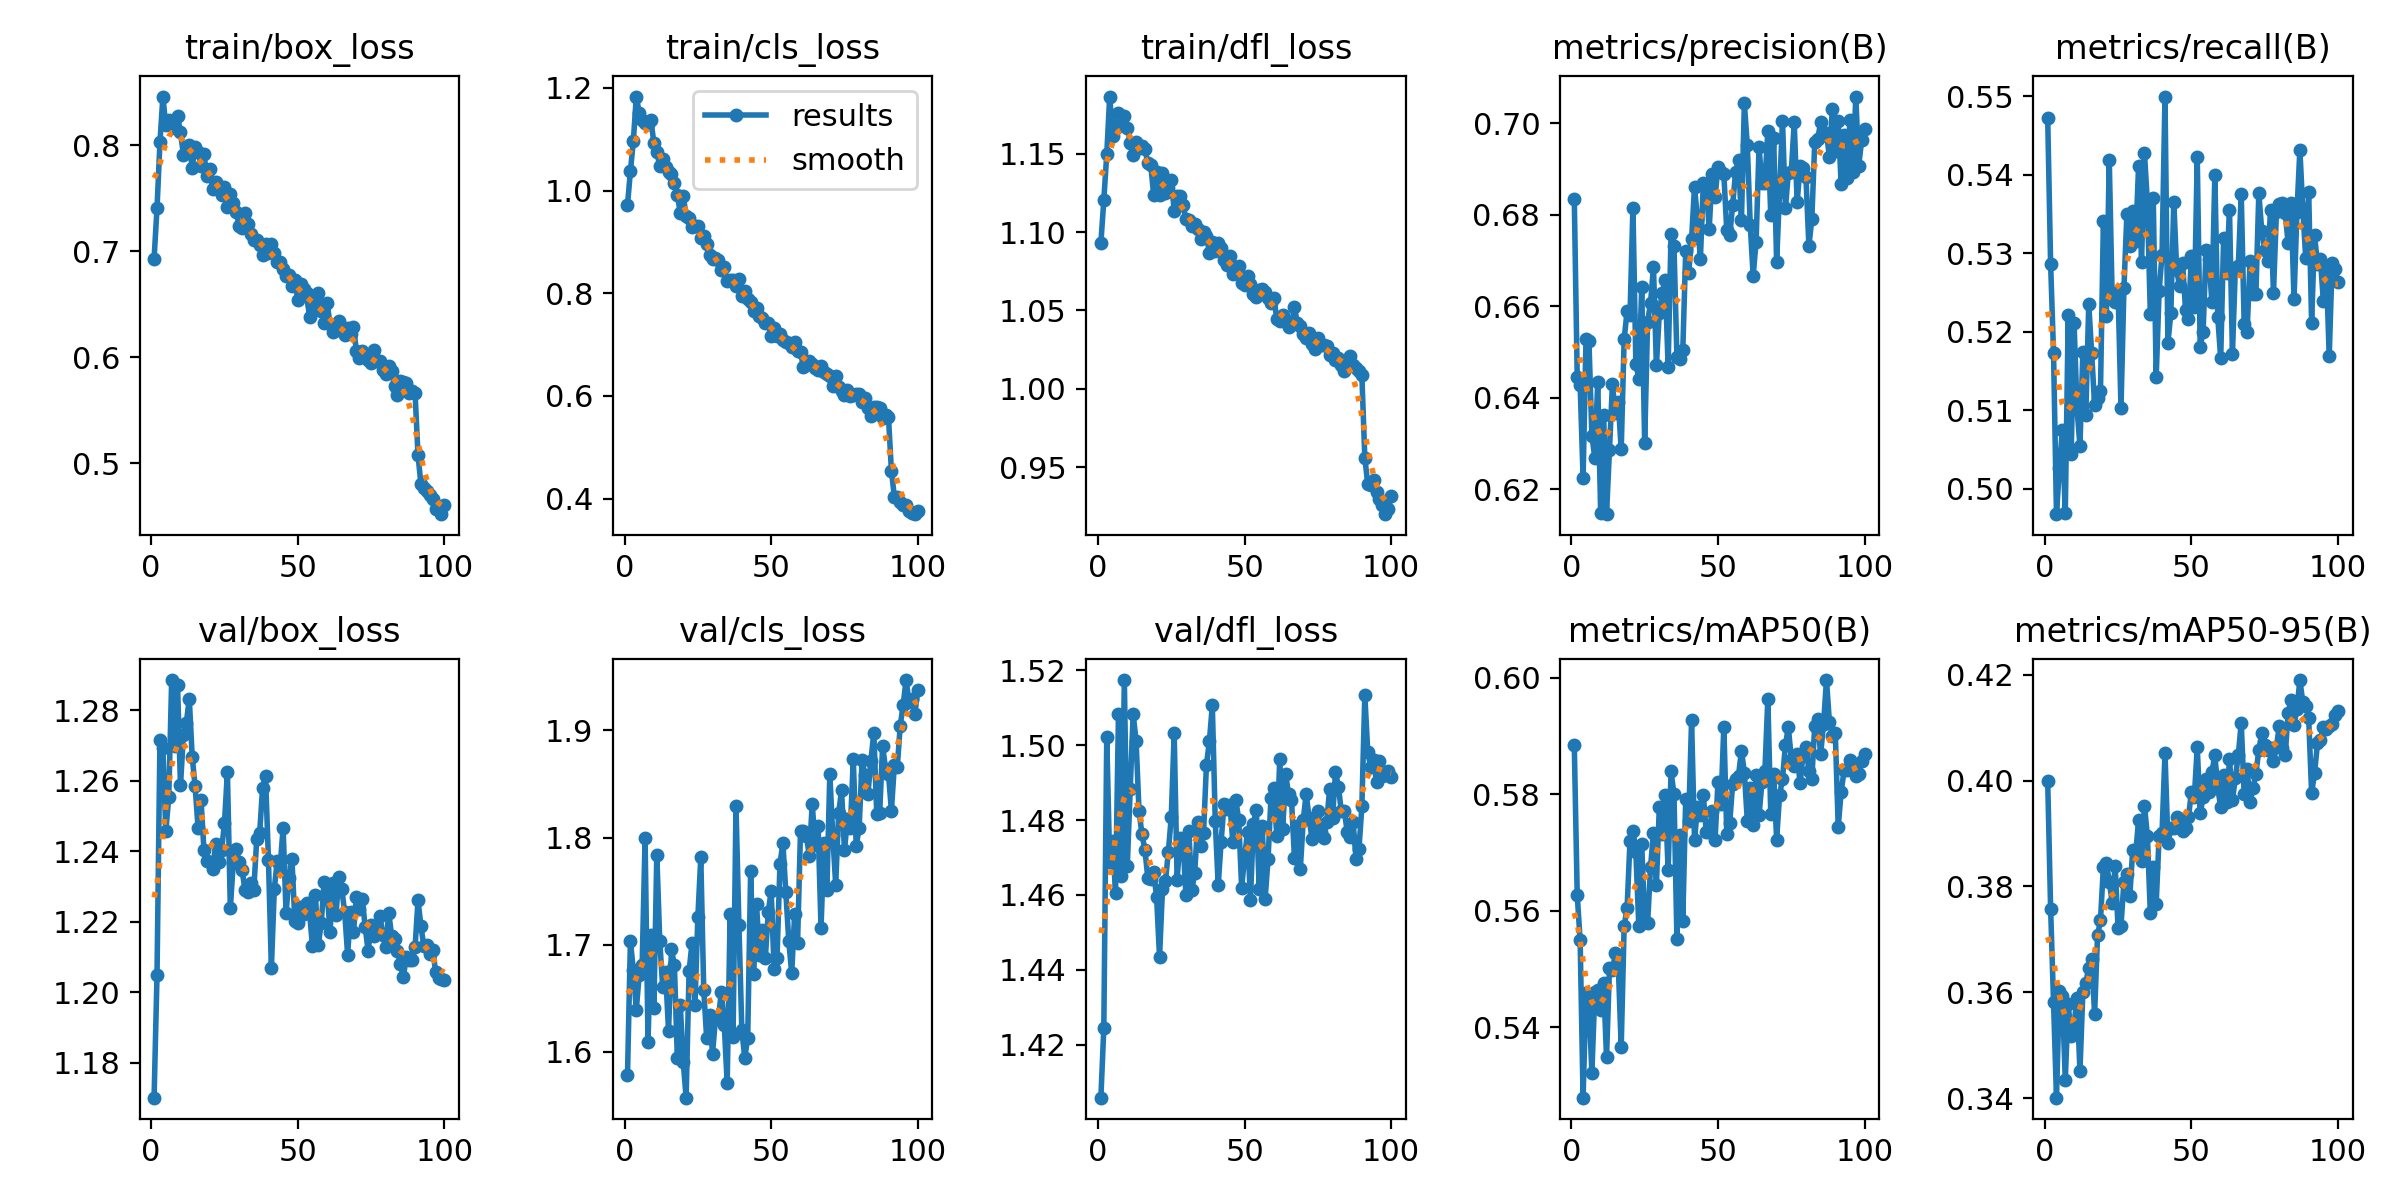 train/box_loss
0.8
0.7
0.6
0.5
0 50 100
train/cls_loss
results
smooth
1.2
1.0
0.8
0.6
0.4
0 50 100
train/dfl_loss
1.15
1.10
1.05
1.00
0.95
0 50 100
metrics/precision(B)
0.70
0.68
0.66
0.64
0.62
0 50 100
metrics/recall(B)
0.55
0.54
0.53
0.52
0.51
0.50
0 50 100
val/box_loss
1.28
1.26
1.24
1.22
1.20
1.18
0 50 100
val/cls_loss
1.9
1.8
1.7
1.6
0 50 100
val/dfl_loss
1.52
1.50
1.48
1.46
1.44
1.42
0 50 100
metrics/mAP50(B)
0.60
0.58
0.56
0.54
0 50 100
metrics/mAP50-95(B)
0.42
0.40
0.38
0.36
0.34
0 50 100